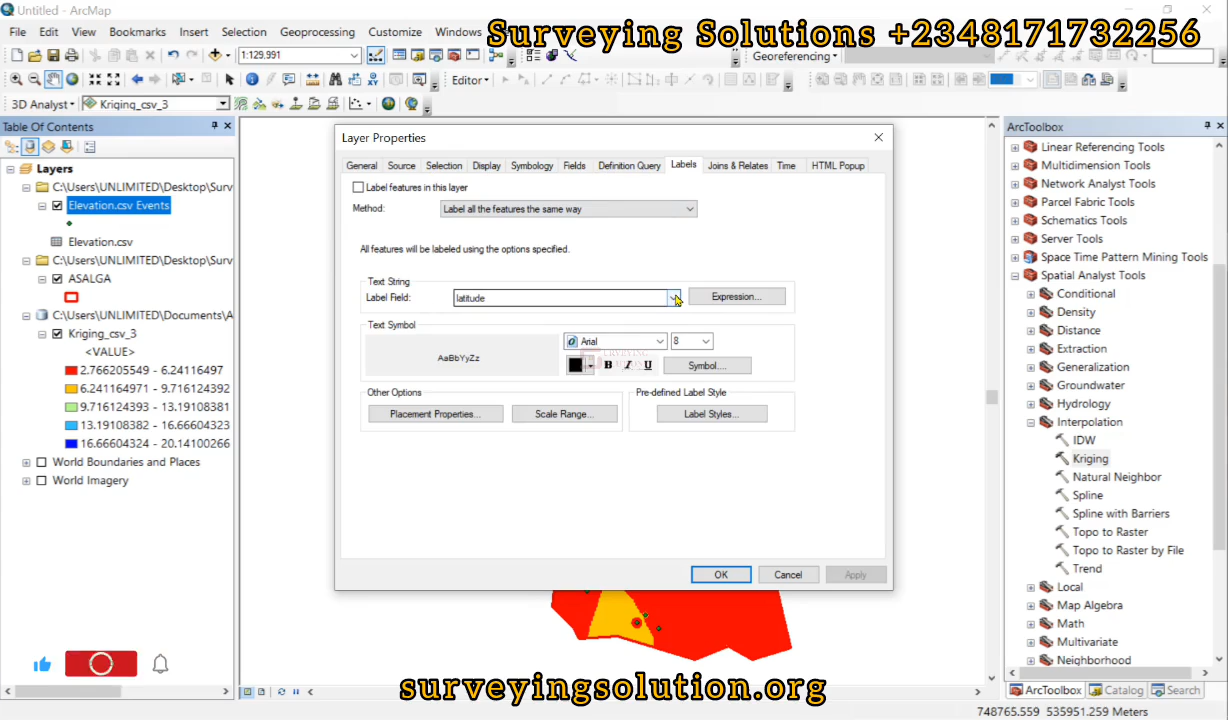 Untitled - ArcMap
Surveying Solutions +2348171732256
File Edit View Bookmarks Insert Selection Geoprocessing Customize Windows
1:129,991
Georeferencing
Editor
3D Analyst
Kriging_csv_3
Table Of Contents
Layers
C:\Users\UNLIMITED\Desktop\Surv
Elevation.csv Events
Elevation.csv
C:\Users\UNLIMITED\Desktop\Surv
ASALGA
C:\Users\UNLIMITED\Documents\A
Kriging_csv_3
<VALUE>
2.766205549 - 6.24116497
6.241164971 - 9.716124392
9.716124393 - 13.19108381
13.19108382 - 16.66604323
16.66604324 - 20.14100266
World Boundaries and Places
World Imagery
Layer Properties
General Source Selection Display Symbology Fields Definition Query Labels Joins & Relates Time HTML Popup
Label features in this layer
Method: Label all the features the same way
All features will be labeled using the options specified.
Text String
Label Field: latitude Expression...
Text Symbol
AaBbYyZz
Arial 8
B I U Symbol....
Other Options
Placement Properties... Scale Range...
Pre-defined Label Style
Label Styles...
OK Cancel Apply
ArcToolbox
Linear Referencing Tools
Multidimension Tools
Network Analyst Tools
Parcel Fabric Tools
Schematics Tools
Server Tools
Space Time Pattern Mining Tools
Spatial Analyst Tools
Conditional
Density
Distance
Extraction
Generalization
Groundwater
Hydrology
Interpolation
IDW
Kriging
Natural Neighbor
Spline
Spline with Barriers
Topo to Raster
Topo to Raster by File
Trend
Local
Map Algebra
Math
Multivariate
Neighborhood
ArcToolbox Catalog Search
surveyingsolution.org
748765.559 535951.259 Meters